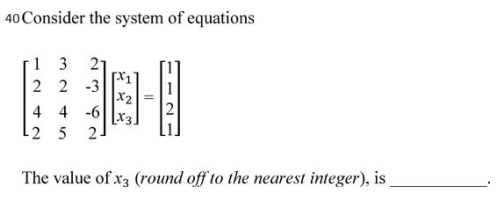 40 Consider the system of equations
[1 3 2; 2 2 -3; 4 4 -6; 2 5 2] [x₁; x₂; x₃] = [1; 1; 2; 1]
The value of x₃ (round off to the nearest integer), is ___________.